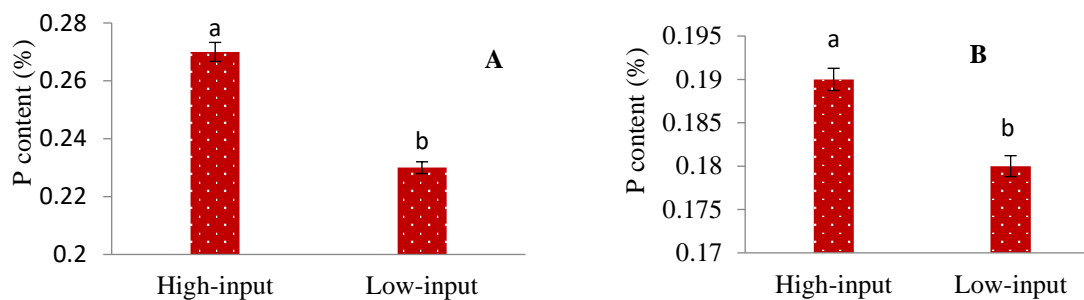 P content (%)
0.28
0.26
0.24
0.22
0.2
a
b
A
High-input
Low-input
P content (%)
0.195
0.19
0.185
0.18
0.175
0.17
a
b
B
High-input
Low-input